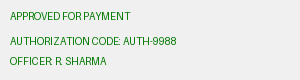 APPROVED FOR PAYMENT
AUTHORIZATION CODE: AUTH-9988
OFFICER: R. SHARMA